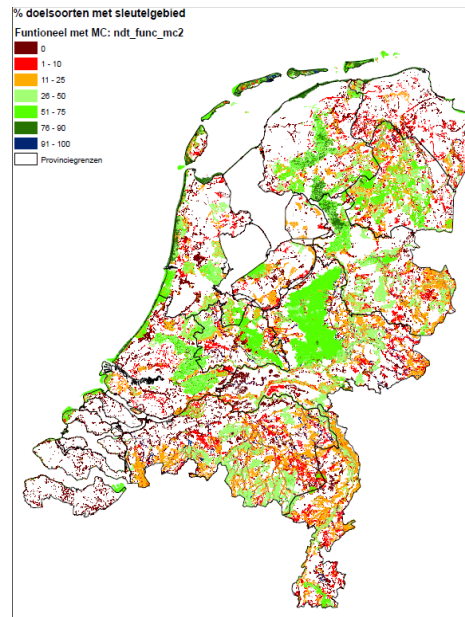 % doelsoorten met sleutelgebied
Funtioneel met MC: ndt_func_mc2
0
1 - 10
11 - 25
26 - 50
51 - 75
76 - 90
91 - 100
Provinciegrenzen